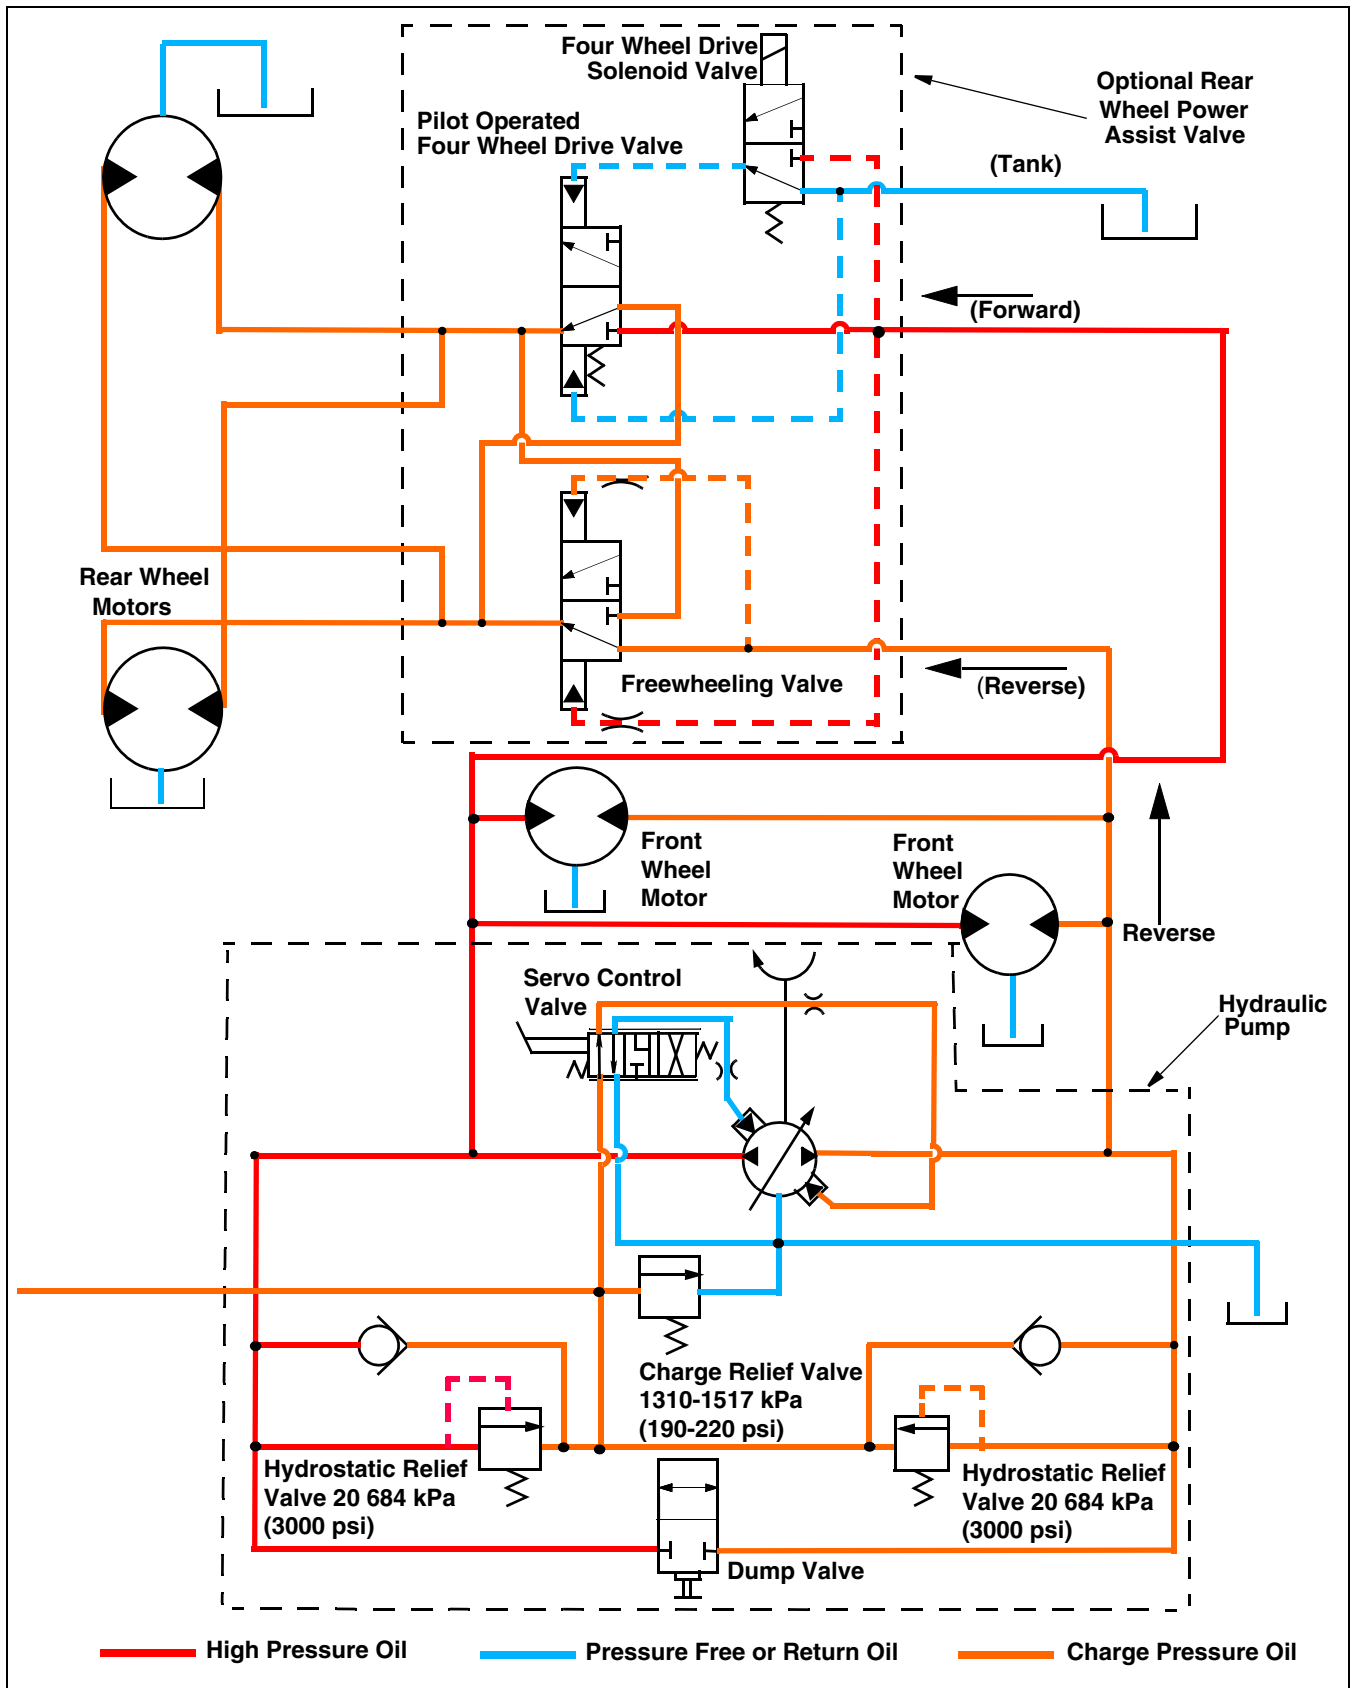 Four Wheel Drive
Solenoid Valve
Optional Rear
Wheel Power
Assist Valve
Pilot Operated
Four Wheel Drive Valve
(Tank)
(Forward)
Rear Wheel
Motors
Freewheeling Valve
(Reverse)
Front
Wheel
Motor
Front
Wheel
Motor
Reverse
Servo Control
Valve
Hydraulic
Pump
Charge Relief Valve
1310-1517 kPa
(190-220 psi)
Hydrostatic Relief
Valve 20 684 kPa
(3000 psi)
Hydrostatic Relief
Valve 20 684 kPa
(3000 psi)
Dump Valve
High Pressure Oil
Pressure Free or Return Oil
Charge Pressure Oil